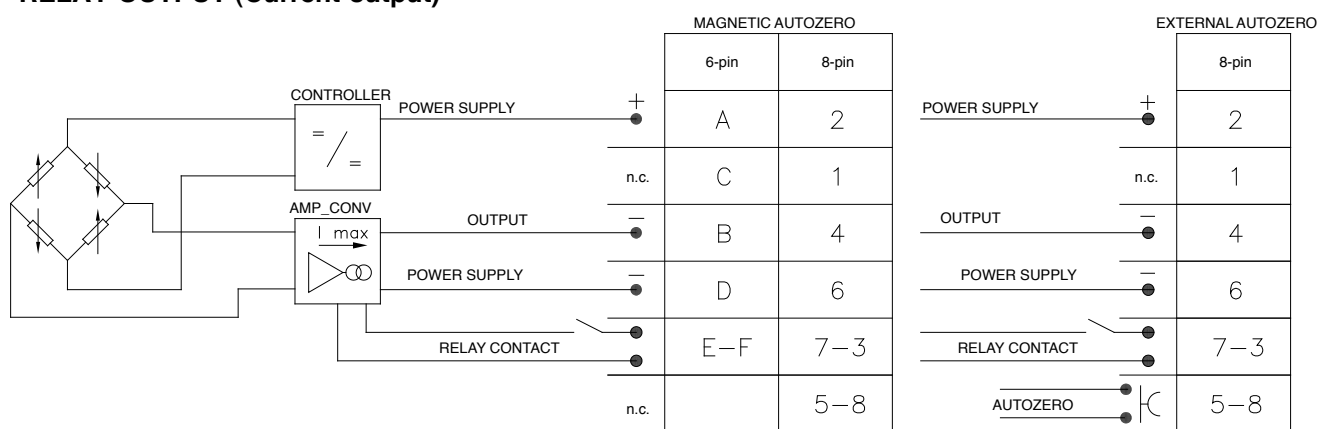 RELAY OUTPUT (Current output)
MAGNETIC AUTOZERO
EXTERNAL AUTOZERO
6-pin 8-pin
8-pin
CONTROLLER
POWER SUPPLY + A 2
POWER SUPPLY + 2
= / =
n.c. C 1
n.c. 1
AMP_CONV
I max
OUTPUT − B 4
OUTPUT − 4
POWER SUPPLY − D 6
POWER SUPPLY − 6
RELAY CONTACT E−F 7−3
RELAY CONTACT 7−3
n.c. 5−8
AUTOZERO 5−8